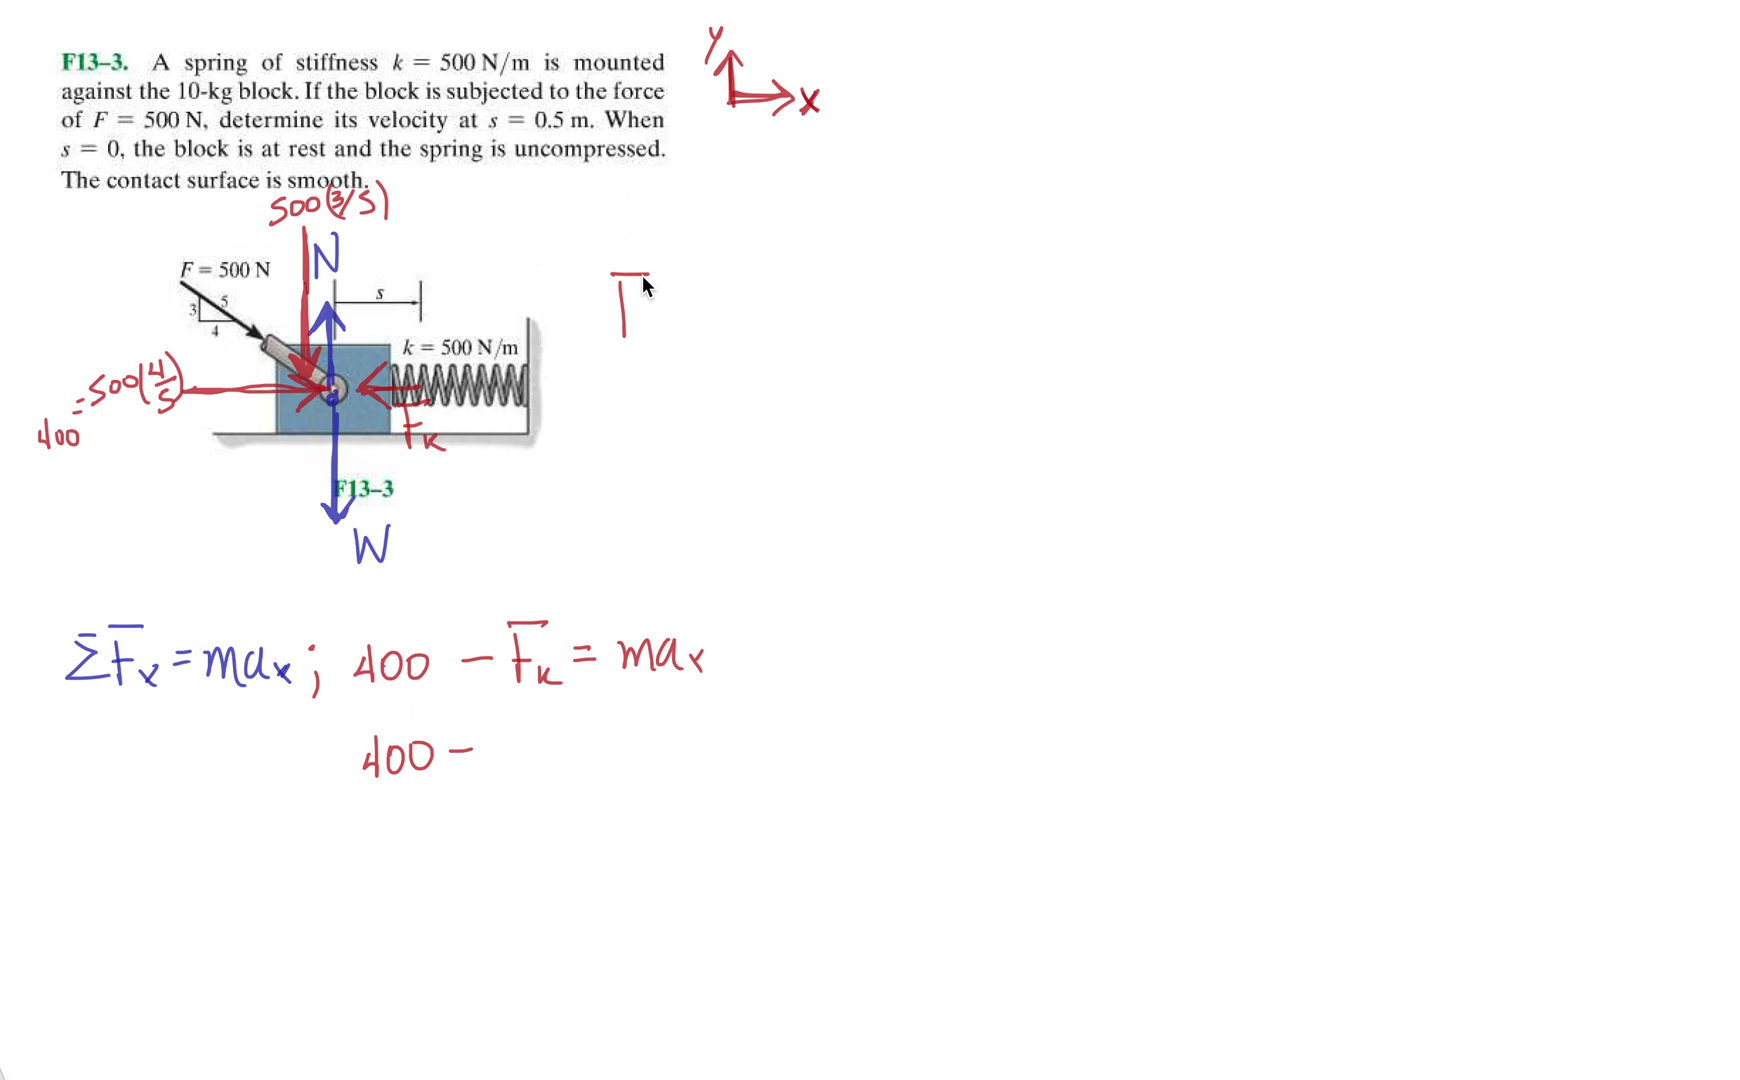 F13–3. A spring of stiffness k = 500 N/m is mounted
against the 10-kg block. If the block is subjected to the force
of F = 500 N, determine its velocity at s = 0.5 m. When
s = 0, the block is at rest and the spring is uncompressed.
The contact surface is smooth.
Y
X
500(3/5)
N
F = 500 N
s
3
5
4
k = 500 N/m
=500(4/5)
400
Fk
F13–3
W
ΣFx = max ; 400 − Fk = max
400 −